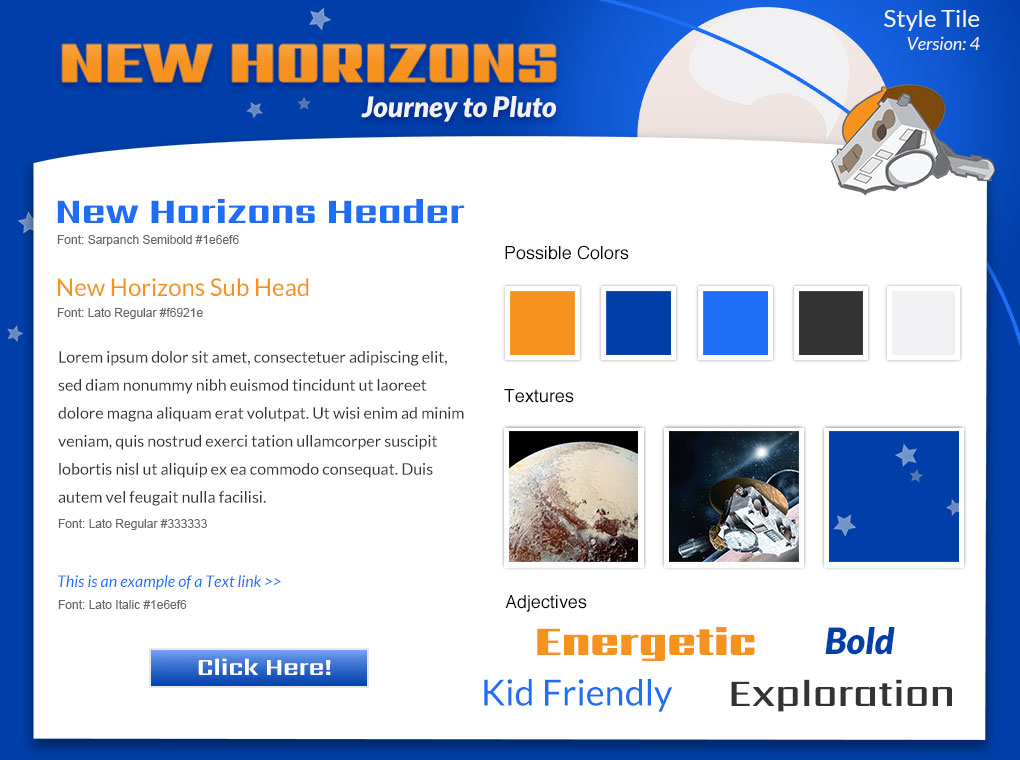 NEW HORIZONS
Journey to Pluto
Style Tile
Version: 4
New Horizons Header
Font: Sarpanch Semibold #1e6ef6
New Horizons Sub Head
Font: Lato Regular #f6921e
Lorem ipsum dolor sit amet, consectetuer adipiscing elit,
sed diam nonummy nibh euismod tincidunt ut laoreet
dolore magna aliquam erat volutpat. Ut wisi enim ad minim
veniam, quis nostrud exerci tation ullamcorper suscipit
lobortis nisl ut aliquip ex ea commodo consequat. Duis
autem vel feugait nulla facilisi.
Font: Lato Regular #333333
This is an example of a Text link >>
Font: Lato Italic #1e6ef6
Click Here!
Possible Colors
Textures
Adjectives
Energetic
Bold
Kid Friendly
Exploration